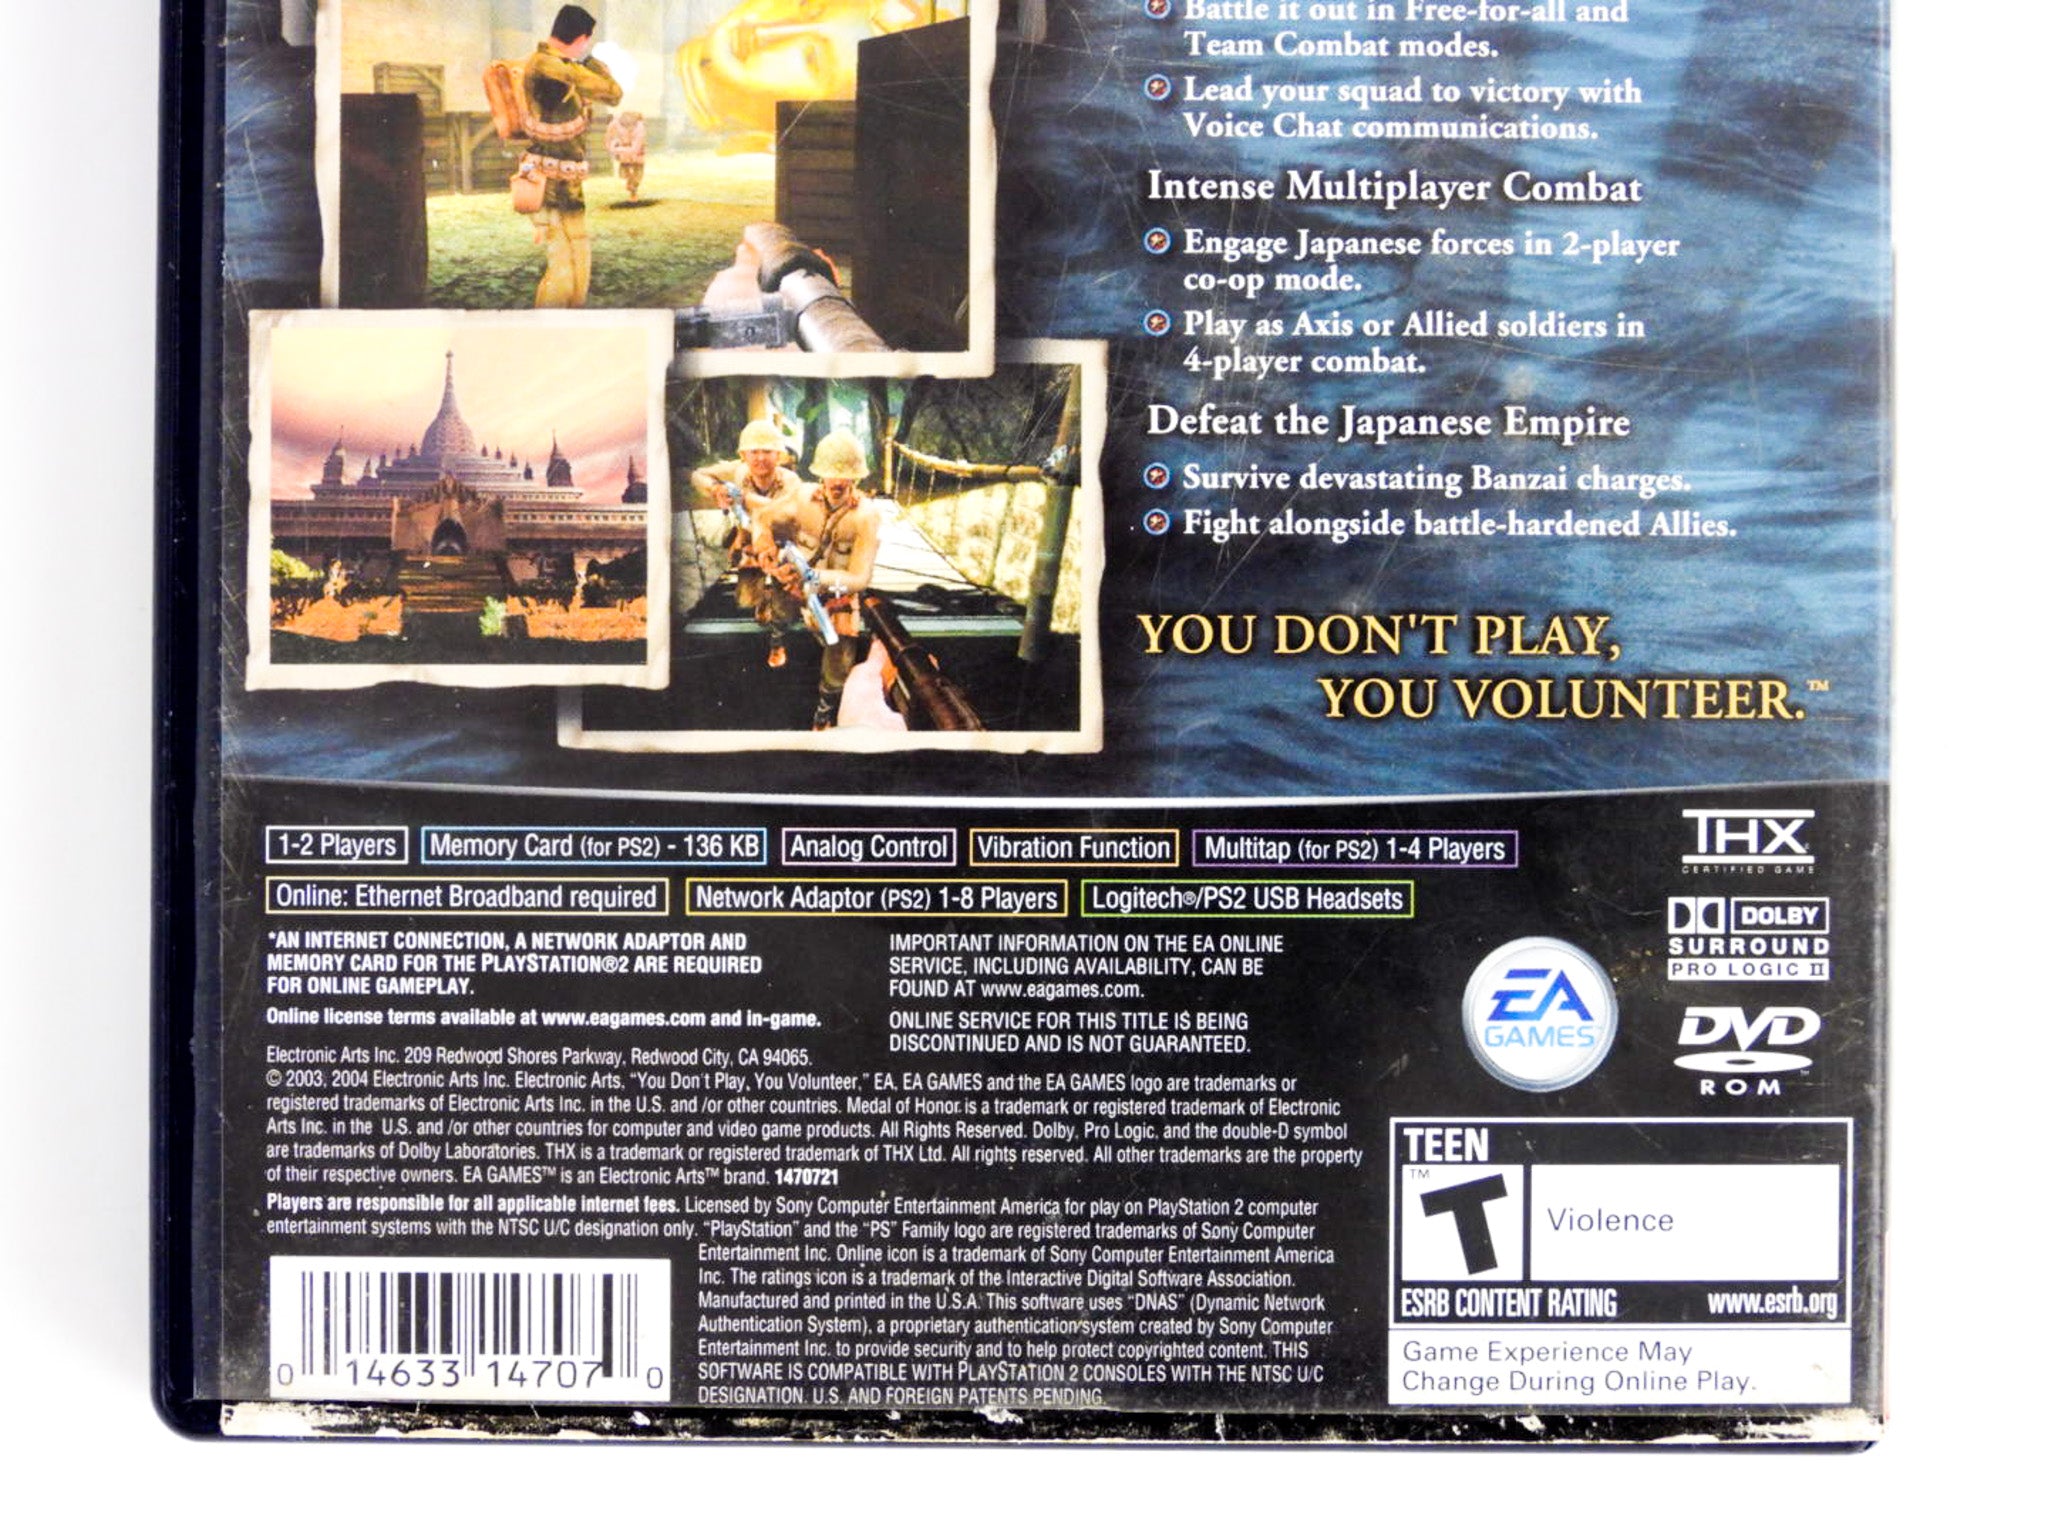 Battle it out in Free-for-all and
Team Combat modes.
Lead your squad to victory with
Voice Chat communications.
Intense Multiplayer Combat
Engage Japanese forces in 2-player
co-op mode.
Play as Axis or Allied soldiers in
4-player combat.
Defeat the Japanese Empire
Survive devastating Banzai charges.
Fight alongside battle-hardened Allies.
YOU DON'T PLAY,
YOU VOLUNTEER.™
1-2 Players
Memory Card (for PS2) - 136 KB
Analog Control
Vibration Function
Multitap (for PS2) 1-4 Players
Online: Ethernet Broadband required
Network Adaptor (PS2) 1-8 Players
Logitech®/PS2 USB Headsets
THX
CERTIFIED GAME
DOLBY
SURROUND
PRO LOGIC II
EA
GAMES
DVD
ROM
*AN INTERNET CONNECTION, A NETWORK ADAPTOR AND
MEMORY CARD FOR THE PLAYSTATION®2 ARE REQUIRED
FOR ONLINE GAMEPLAY.
Online license terms available at www.eagames.com and in-game.
IMPORTANT INFORMATION ON THE EA ONLINE
SERVICE, INCLUDING AVAILABILITY, CAN BE
FOUND AT www.eagames.com.
ONLINE SERVICE FOR THIS TITLE IS BEING
DISCONTINUED AND IS NOT GUARANTEED.
Electronic Arts Inc. 209 Redwood Shores Parkway, Redwood City, CA 94065.
© 2003, 2004 Electronic Arts Inc. Electronic Arts, "You Don't Play, You Volunteer," EA, EA GAMES and the EA GAMES logo are trademarks or
registered trademarks of Electronic Arts Inc. in the U.S. and /or other countries. Medal of Honor is a trademark or registered trademark of Electronic
Arts Inc. in the U.S. and /or other countries for computer and video game products. All Rights Reserved. Dolby, Pro Logic, and the double-D symbol
are trademarks of Dolby Laboratories. THX is a trademark or registered trademark of THX Ltd. All rights reserved. All other trademarks are the property
of their respective owners. EA GAMES™ is an Electronic Arts™ brand. 1470721
Players are responsible for all applicable internet fees. Licensed by Sony Computer Entertainment America for play on PlayStation 2 computer
entertainment systems with the NTSC U/C designation only. "PlayStation" and the "PS" Family logo are registered trademarks of Sony Computer
Entertainment Inc. Online icon is a trademark of Sony Computer Entertainment America
Inc. The ratings icon is a trademark of the Interactive Digital Software Association.
Manufactured and printed in the U.S.A. This software uses "DNAS" (Dynamic Network
Authentication System), a proprietary authentication system created by Sony Computer
Entertainment Inc. to provide security and to help protect copyrighted content. THIS
SOFTWARE IS COMPATIBLE WITH PLAYSTATION 2 CONSOLES WITH THE NTSC U/C
DESIGNATION. U.S. AND FOREIGN PATENTS PENDING.
0 14633 14707 0
TEEN
T™
Violence
ESRB CONTENT RATING www.esrb.org
Game Experience May
Change During Online Play.